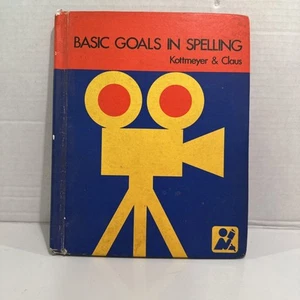 BASIC GOALS IN SPELLING
Kottmeyer & Claus